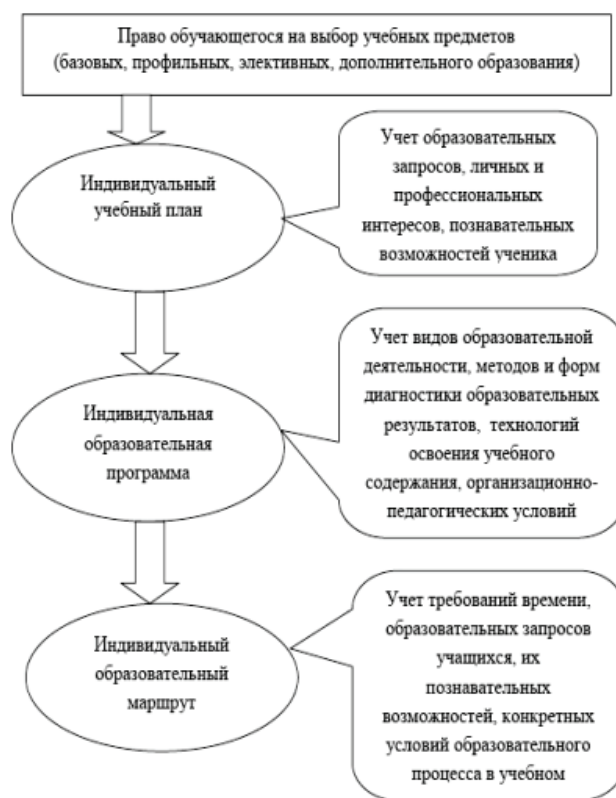 Право обучающегося на выбор учебных предметов
(базовых, профильных, элективных, дополнительного образования)
Индивидуальный
учебный план
Учет образовательных
запросов, личных и
профессиональных
интересов, познавательных
возможностей ученика
Индивидуальная
образовательная
программа
Учет видов образовательной
деятельности, методов и форм
диагностики образовательных
результатов, технологий
освоения учебного
содержания, организационно-
педагогических условий
Индивидуальный
образовательный
маршрут
Учет требований времени,
образовательных запросов
учащихся, их
познавательных
возможностей, конкретных
условий образовательного
процесса в учебном